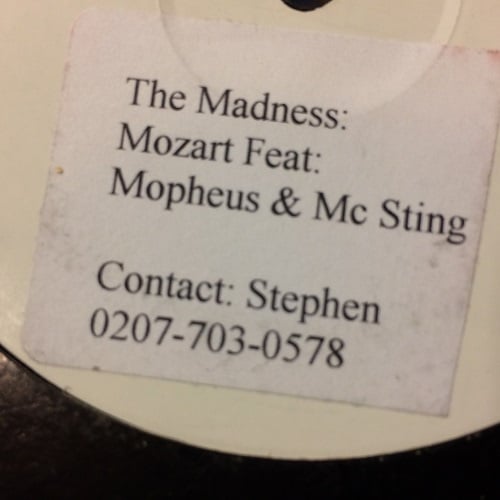 The Madness:
Mozart Feat:
Mopheus & Mc Sting
Contact: Stephen
0207-703-0578